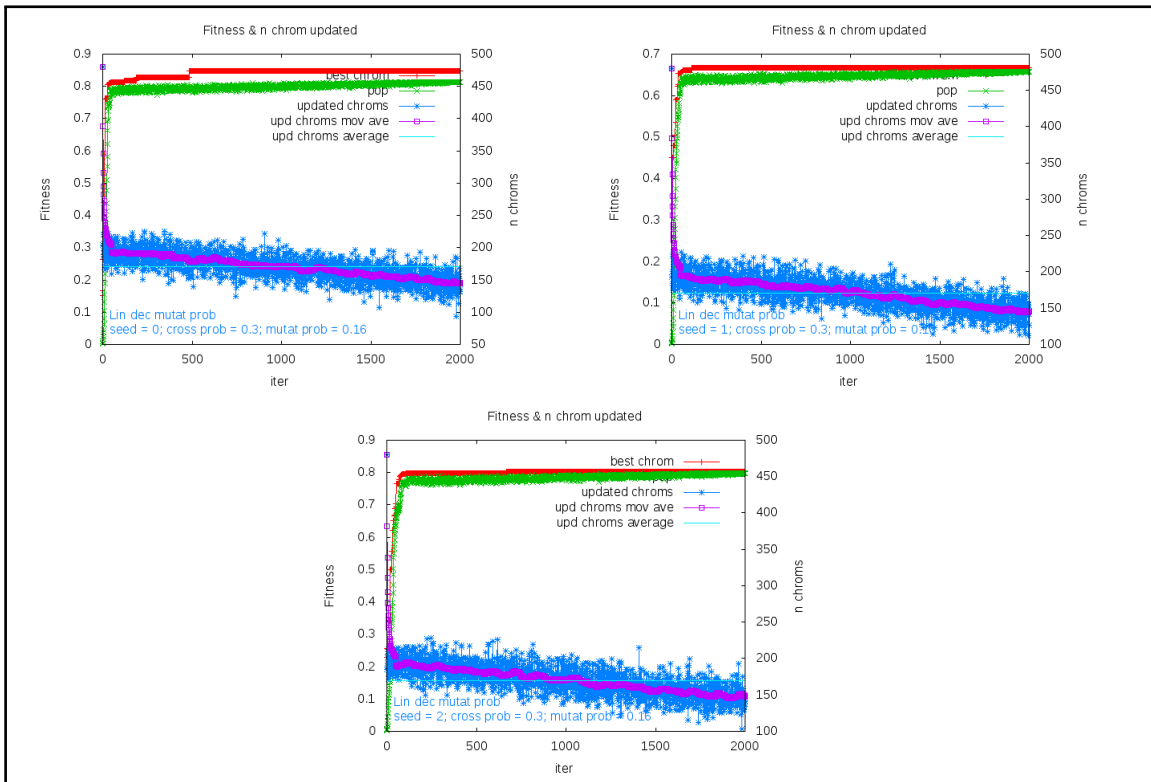 Fitness & n chrom updated
0.9
0.8
0.7
0.6
0.5
0.4
0.3
0.2
0.1
0
Fitness
best chrom
pop
updated chroms
upd chroms mov ave
upd chroms average
Lin dec mutat prob
seed = 0; cross prob = 0.3; mutat prob = 0.16
500
450
400
350
300
250
200
150
100
50
n chroms
0 500 1000 1500 2000
iter
Fitness & n chrom updated
0.7
0.6
0.5
0.4
0.3
0.2
0.1
0
Fitness
pop
updated chroms
upd chroms mov ave
upd chroms average
Lin dec mutat prob
seed = 1; cross prob = 0.3; mutat prob =
500
450
400
350
300
250
200
150
100
n chroms
0 500 1000 1500 2000
iter
Fitness & n chrom updated
0.9
0.8
0.7
0.6
0.5
0.4
0.3
0.2
0.1
0
Fitness
best chrom
updated chroms
upd chroms mov ave
upd chroms average
Lin dec mutat prob
seed = 2; cross prob = 0.3; mutat prob = 0.16
500
450
400
350
300
250
200
150
100
n chroms
0 500 1000 1500 2000
iter